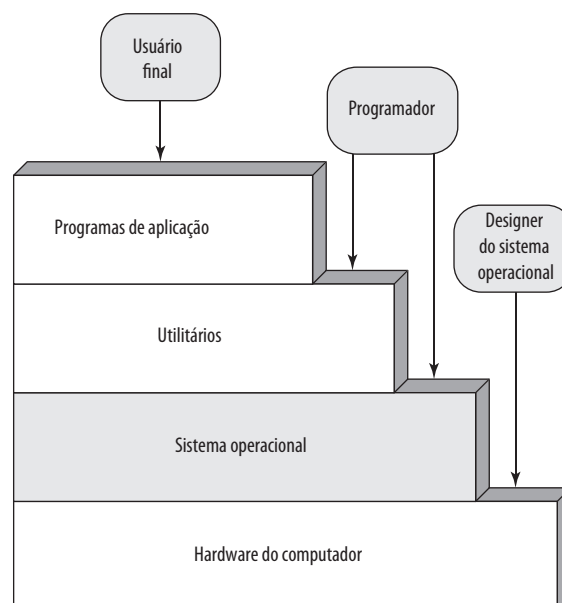 Usuário
final
Programador
Designer
do sistema
operacional
Programas de aplicação
Utilitários
Sistema operacional
Hardware do computador